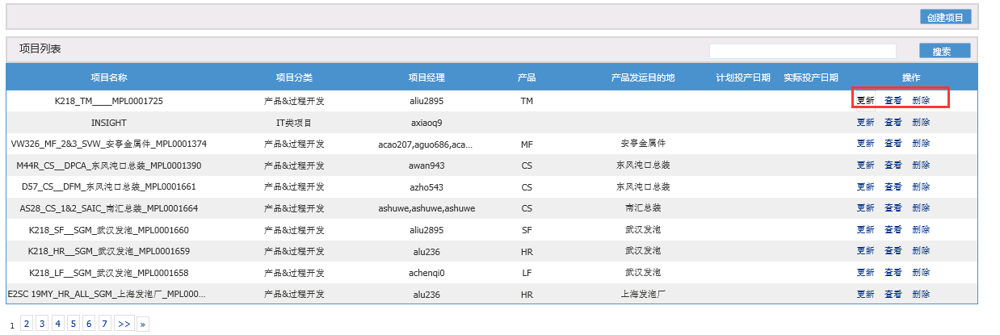 创建项目
项目列表 搜索
项目名称 项目分类 项目经理 产品 产品发运目的地 计划投产日期 实际投产日期 操作
K218_TM____MPL0001725 产品&过程开发 aliu2895 TM 更新 查看 删除
INSIGHT IT类项目 axiaoq9 更新 查看 删除
VW326_MF_2&3_SVW_安亭金属件_MPL0001374 产品&过程开发 acao207,aguo686,aca... MF 安亭金属件 更新 查看 删除
M44R_CS__DPCA_东风沌口总装_MPL0001390 产品&过程开发 awan943 CS 东风沌口总装 更新 查看 删除
D57_CS__DFM_东风沌口总装_MPL0001661 产品&过程开发 azho543 CS 东风沌口总装 更新 查看 删除
AS28_CS_1&2_SAIC_南汇总装_MPL0001664 产品&过程开发 ashuwe,ashuwe,ashuwe CS 南汇总装 更新 查看 删除
K218_SF__SGM_武汉发泡_MPL0001660 产品&过程开发 aliu2895 SF 武汉发泡 更新 查看 删除
K218_HR__SGM_武汉发泡_MPL0001659 产品&过程开发 alu236 HR 武汉发泡 更新 查看 删除
K218_LF__SGM_武汉发泡_MPL0001658 产品&过程开发 achenqi0 LF 武汉发泡 更新 查看 删除
E2SC 19MY_HR_ALL_SGM_上海发泡厂_MPL000... 产品&过程开发 alu236 HR 上海发泡厂 更新 查看 删除
1 2 3 4 5 6 7 >> »